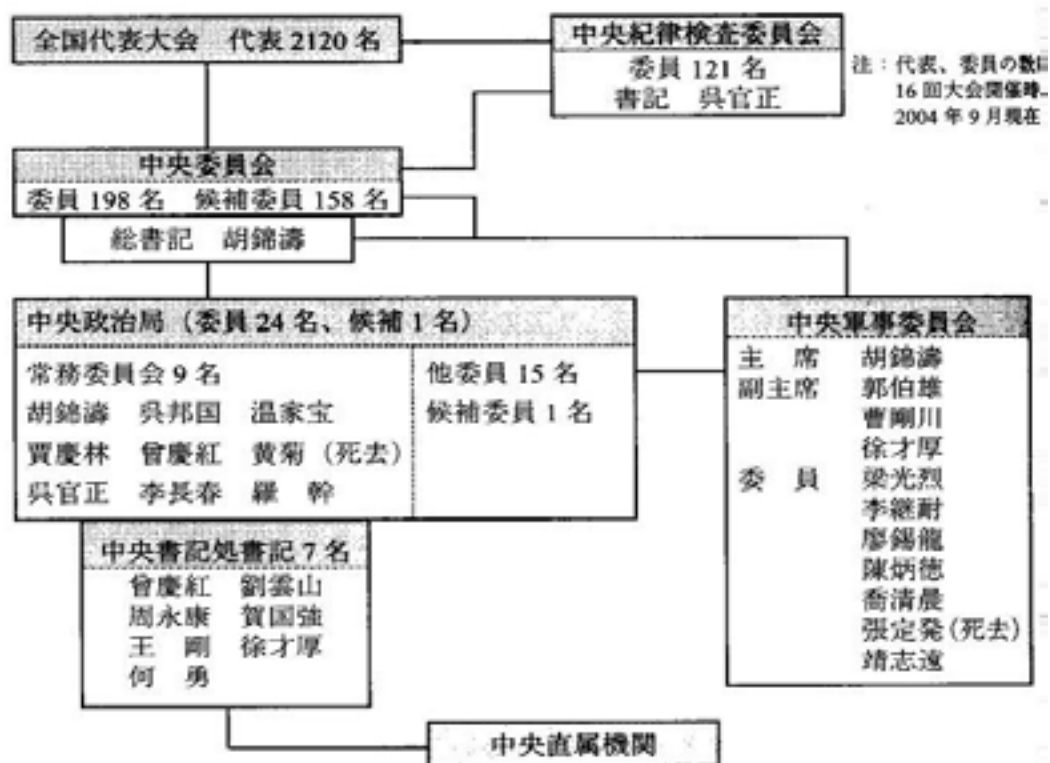 全国代表大会　代表 2120 名
中央紀律検査委員会
委員 121 名
書記　呉官正
注：代表、委員の数
16 回大会開催時
2004 年 9 月現在
中央委員会
委員 198 名　候補委員 158 名
総書記　胡錦濤
中央政治局（委員 24 名、候補 1 名）
常務委員会 9 名
胡錦濤　呉邦国　温家宝
賈慶林　曾慶紅　黄菊（死去）
呉官正　李長春　羅　幹
他委員 15 名
候補委員 1 名
中央軍事委員会
主　席　胡錦濤
副主席　郭伯雄
曹剛川
徐才厚
委　員　梁光烈
李継耐
廖錫龍
陳炳徳
喬清晨
張定発(死去)
靖志遠
中央書記処書記 7 名
曾慶紅　劉雲山
周永康　賀国強
王　剛　徐才厚
何　勇
中央直属機関